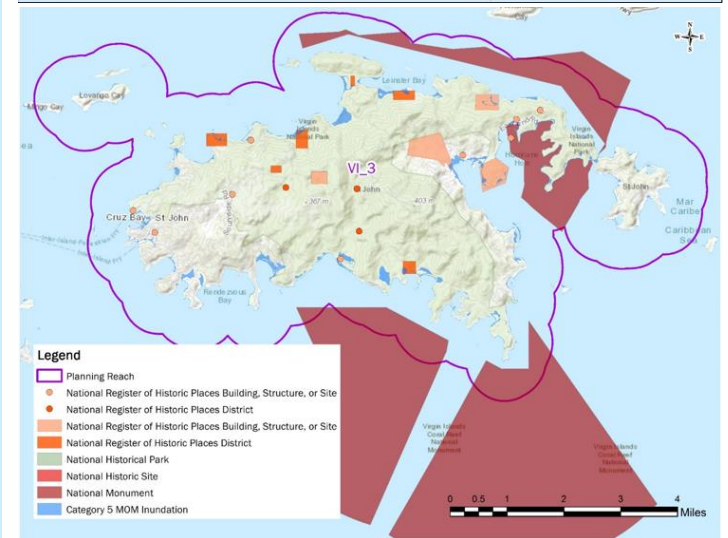 Cay
N
W E
S
Lovango Cay
Mingo Cay
Leinster Bay
Virgin
Islands
National Park
Virgin
Islands
National
Park
Hurricane
Hole
VI_3
John
St John
Mar
Caribe
Caribbean
Sea
367 m
403 m
Cruz Bay
St John
Rendezvous
Bay
Legend
Planning Reach
National Register of Historic Places Building, Structure, or Site
National Register of Historic Places District
National Register of Historic Places Building, Structure, or Site
National Register of Historic Places District
National Historical Park
National Historic Site
National Monument
Category 5 MOM Inundation
Virgin Islands
Coral Reef
National
Monument
Virgin Islands
Coral Reef
National
Monument
0 0.5 1 2 3 4
Miles